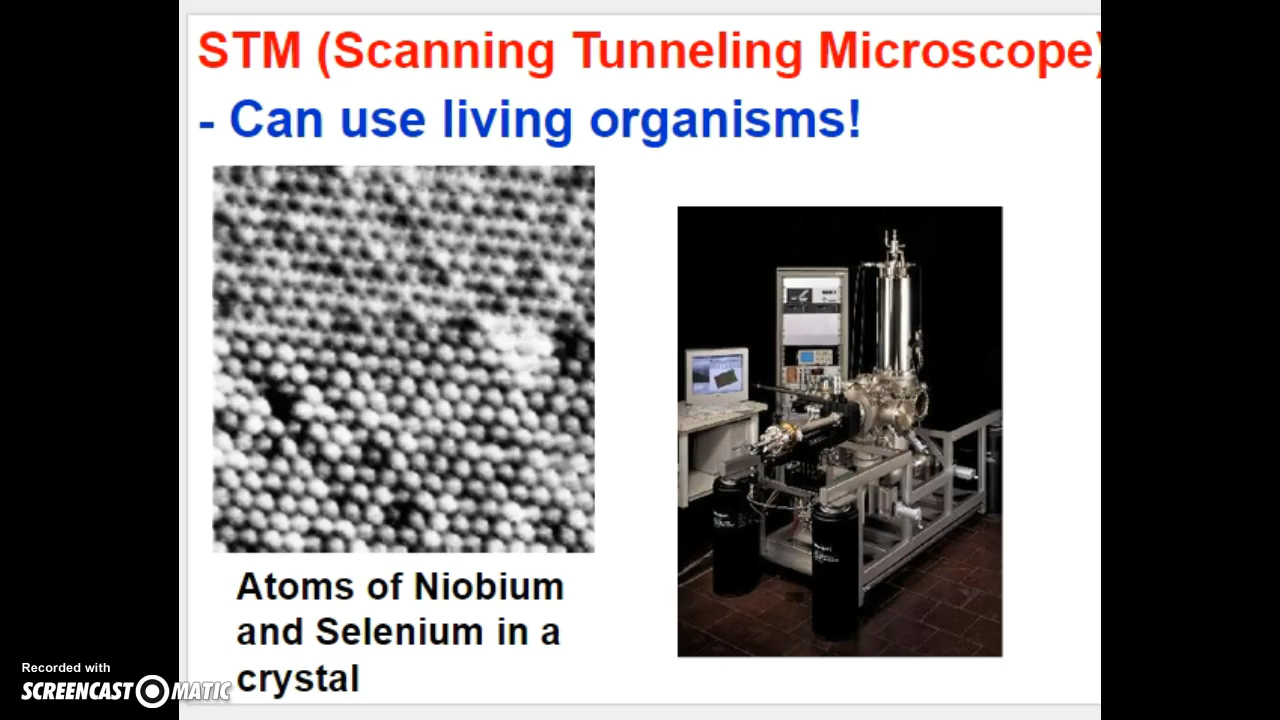 STM (Scanning Tunneling Microscope)
- Can use living organisms!
Atoms of Niobium
and Selenium in a
crystal
Recorded with
SCREENCAST MATIC